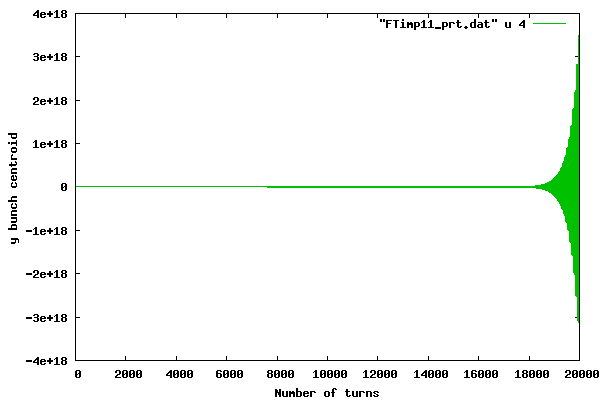 4e+18
"FTimp11_prt.dat" u 4
3e+18
2e+18
1e+18
0
-1e+18
-2e+18
-3e+18
-4e+18
y bunch centroid
0 2000 4000 6000 8000 10000 12000 14000 16000 18000 20000
Number of turns